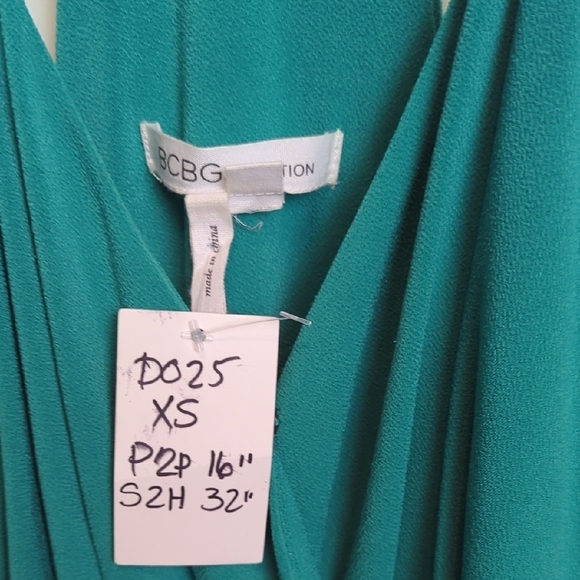 BCBG TION
made in china
D025
XS
P2P 16"
S2H 32"